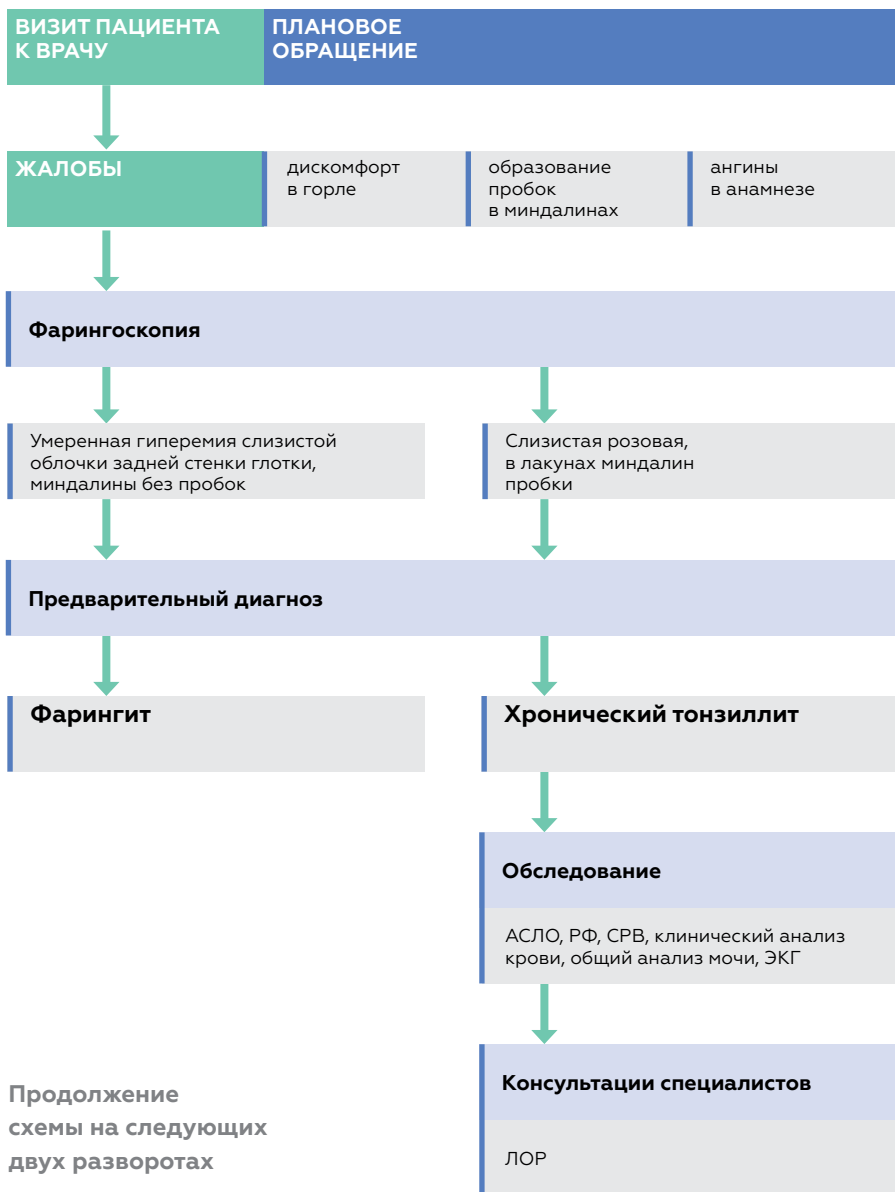 ВИЗИТ ПАЦИЕНТА
К ВРАЧУ
ПЛАНОВОЕ
ОБРАЩЕНИЕ
ЖАЛОБЫ
дискомфорт
в горле
образование
пробок
в миндалинах
ангины
в анамнезе
Фарингоскопия
Умеренная гиперемия слизистой
облочки задней стенки глотки,
миндалины без пробок
Слизистая розовая,
в лакунах миндалин
пробки
Предварительный диагноз
Фарингит
Хронический тонзиллит
Обследование
АСЛО, РФ, СРВ, клинический анализ
крови, общий анализ мочи, ЭКГ
Консультации специалистов
ЛОР
Продолжение
схемы на следующих
двух разворотах